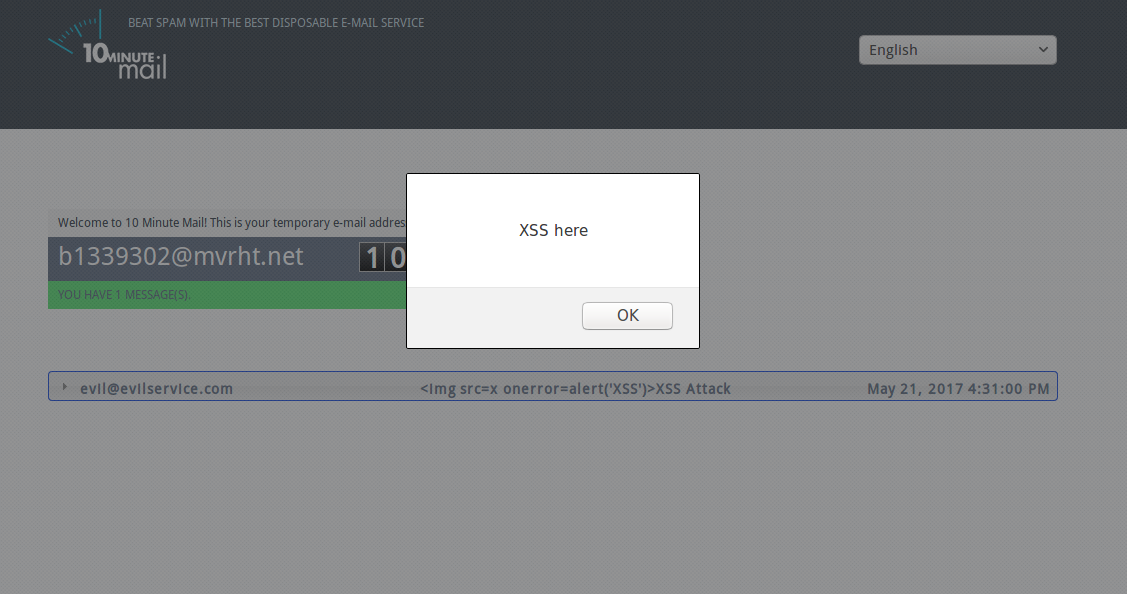 BEAT SPAM WITH THE BEST DISPOSABLE E-MAIL SERVICE
10 MINUTE
mail
English
Welcome to 10 Minute Mail! This is your temporary e-mail addres
b1339302@mvrht.net 10
YOU HAVE 1 MESSAGE(S).
XSS here
OK
evil@evilservice.com <img src=x onerror=alert('XSS')>XSS Attack May 21, 2017 4:31:00 PM